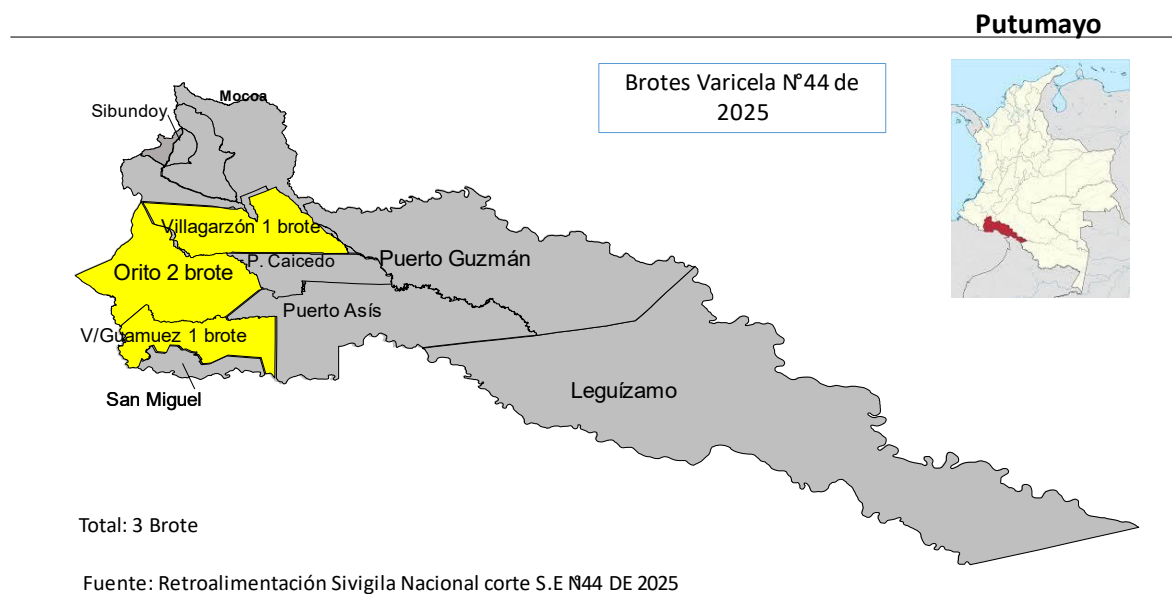 Putumayo
Brotes Varicela N°44 de
2025
Mocoa
Sibundoy
Villagarzón 1 brote
P. Caicedo
Puerto Guzmán
Orito 2 brote
Puerto Asís
V/Guamuez 1 brote
Leguízamo
San Miguel
Total: 3 Brote
Fuente: Retroalimentación Sivigila Nacional corte S.E N°44 DE 2025